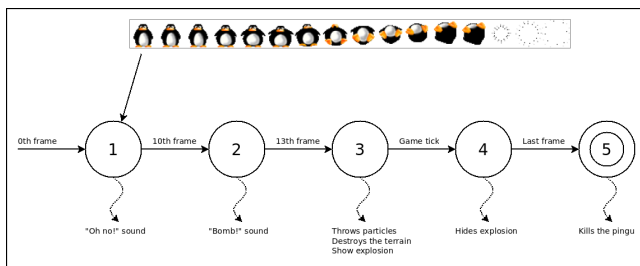 0th frame
1
10th frame
2
13th frame
3
Game tick
4
Last frame
5
"Oh no!" sound
"Bomb!" sound
Throws particles
Destroys the terrain
Show explosion
Hides explosion
Kills the pingu